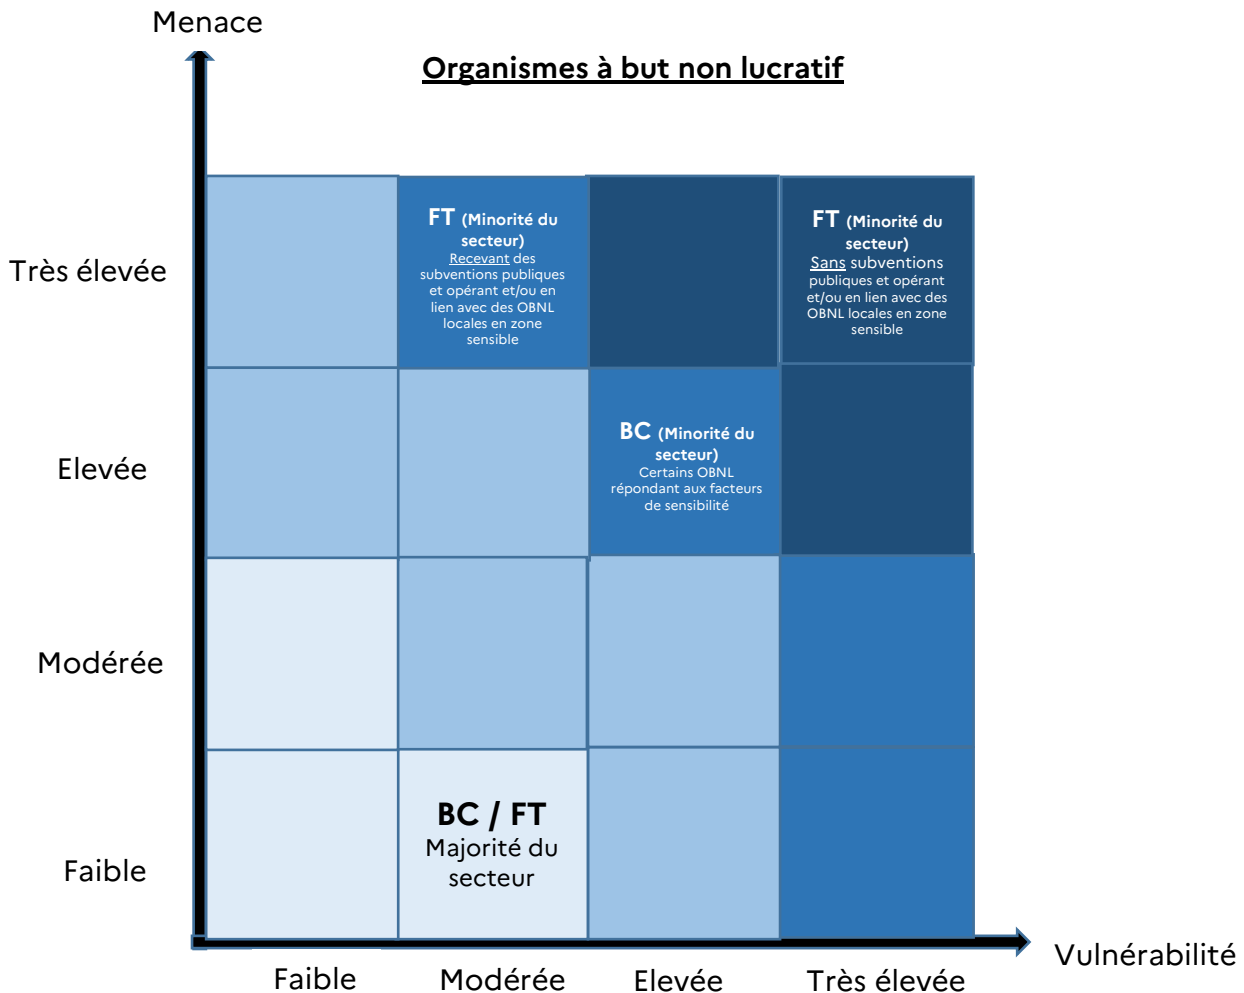 Menace
Organismes à but non lucratif
Très élevée
FT (Minorité du
secteur)
Recevant des
subventions publiques
et opérant et/ou en
lien avec des OBNL
locales en zone
sensible
FT (Minorité du
secteur)
Sans subventions
publiques et opérant
et/ou en lien avec des
OBNL locales en zone
sensible
Elevée
BC (Minorité du
secteur)
Certains OBNL
répondant aux facteurs
de sensibilité
Modérée
Faible
BC / FT
Majorité du
secteur
Vulnérabilité
Faible
Modérée
Elevée
Très élevée